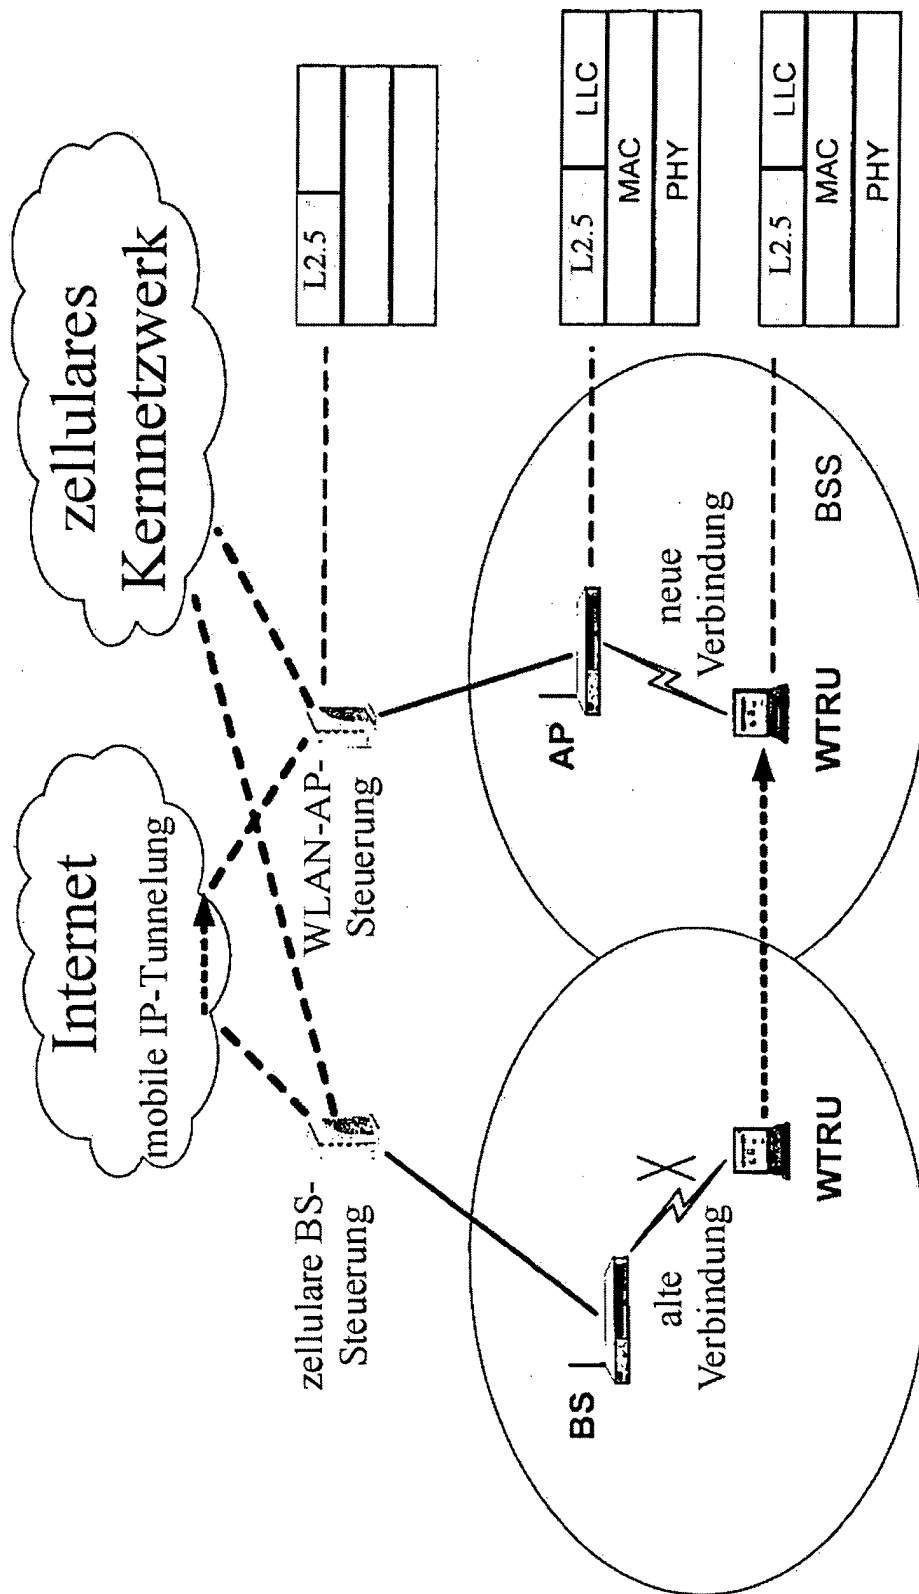 Internet
mobile IP-Tunnelung
zellulares
Kernetzwerk
zellulare BS-
Steuerung
WLAN-AP-
Steuerung
L2.5
BS
alte
Verbindung
WTRU
AP
neue
Verbindung
WTRU
BSS
L2.5
LLC
MAC
PHY
L2.5
LLC
MAC
PHY